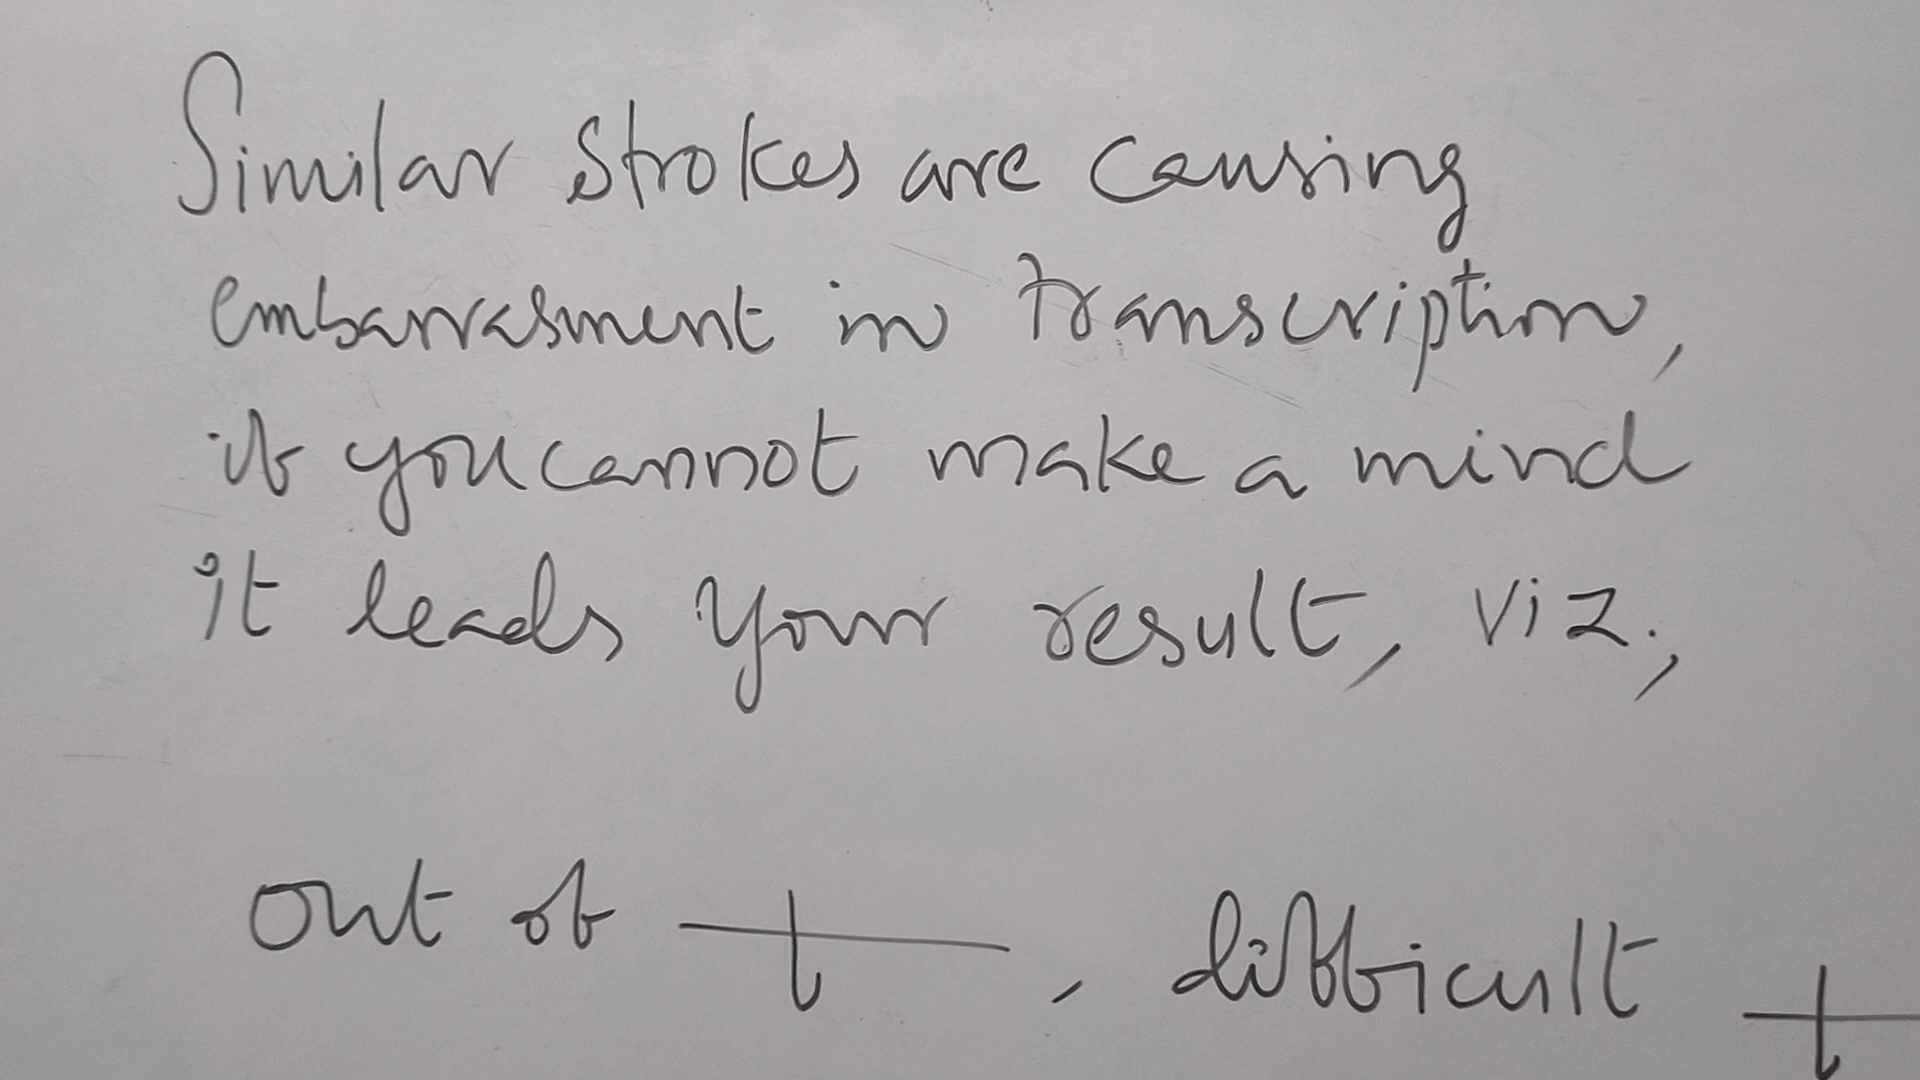 Similar strokes are causing
embarrasment in transcription,
if you cannot make a mind
it leads your result, viz.,
out of , difficult